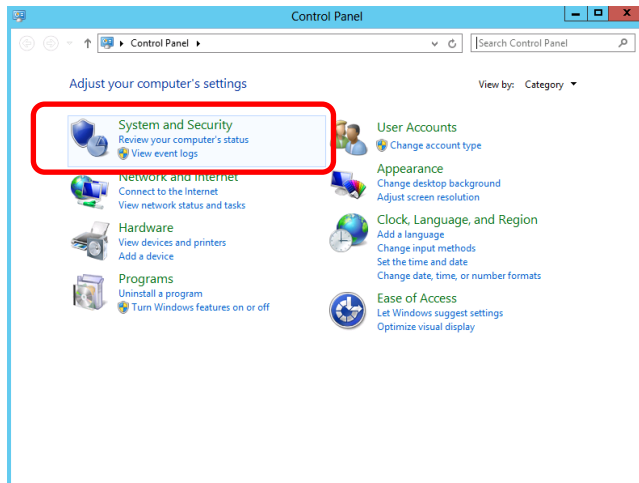 Control Panel
Control Panel
Search Control Panel
Adjust your computer's settings
View by: Category
System and Security
Review your computer's status
View event logs
Network and Internet
Connect to the Internet
View network status and tasks
Hardware
View devices and printers
Add a device
Programs
Uninstall a program
Turn Windows features on or off
User Accounts
Change account type
Appearance
Change desktop background
Adjust screen resolution
Clock, Language, and Region
Add a language
Change input methods
Set the time and date
Change date, time, or number formats
Ease of Access
Let Windows suggest settings
Optimize visual display